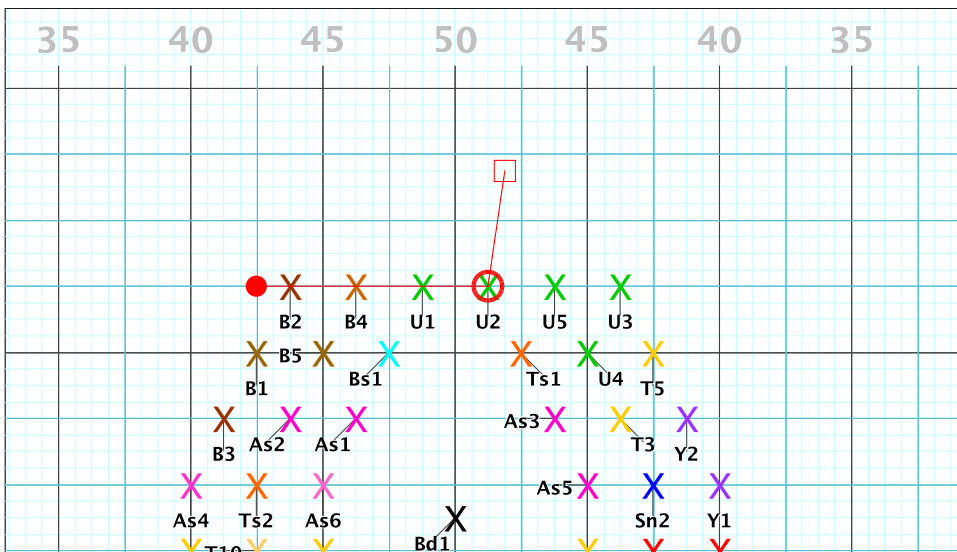 35 40 45 50 45 40 35
B2 B4 U1 U2 U5 U3
B1 B5 Bs1 Ts1 U4 T5
B3 As2 As1 As3 T3 Y2
As4 Ts2 As6 As5 Sn2 Y1
T10 Bd1